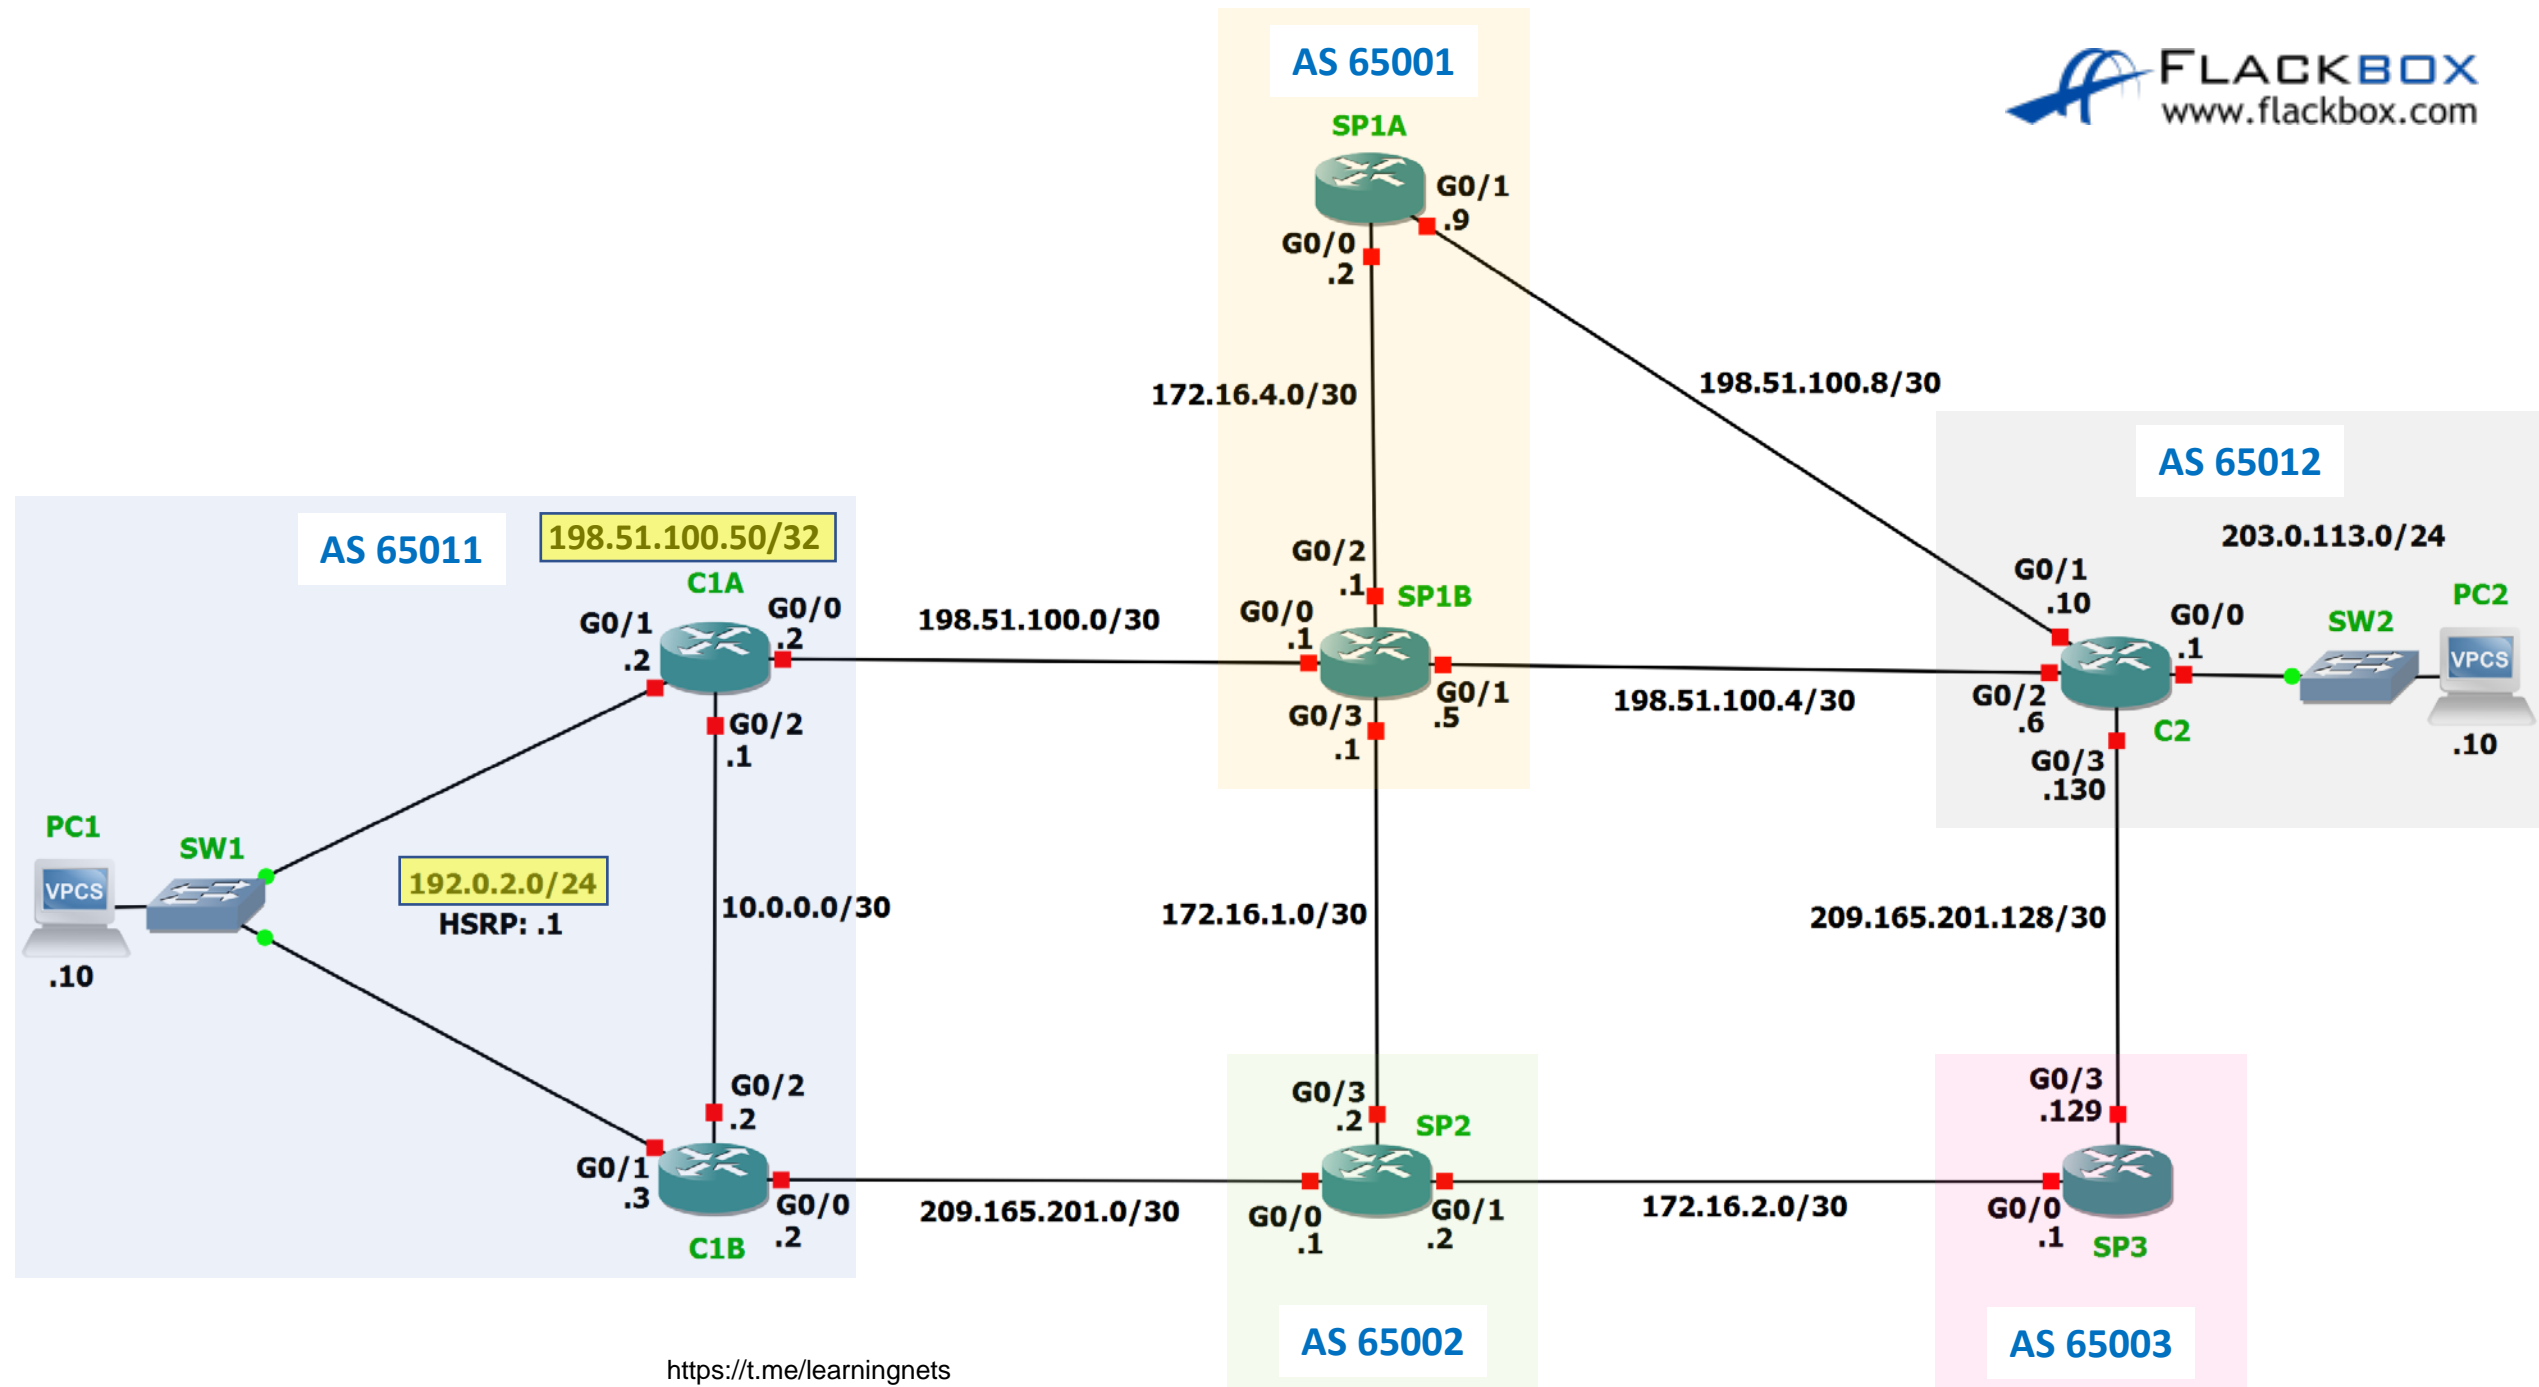 AS 65001
FLACKBOX
www.flackbox.com
SP1A
G0/1
.9
G0/0
.2
172.16.4.0/30
198.51.100.8/30
AS 65012
203.0.113.0/24
AS 65011
198.51.100.50/32
C1A
G0/1
.2
G0/0
.2
198.51.100.0/30
G0/2
.1
SP1B
G0/0
.1
G0/1
.5
G0/3
.1
198.51.100.4/30
G0/1
.10
G0/0
.1
SW2
PC2
VPCS
.10
G0/2
.6
C2
G0/3
.130
G0/2
.1
PC1
SW1
VPCS
.10
192.0.2.0/24
HSRP: .1
10.0.0.0/30
172.16.1.0/30
209.165.201.128/30
G0/2
.2
G0/1
.3
C1B
G0/0
.2
209.165.201.0/30
G0/3
.2
SP2
G0/0
.1
G0/1
.2
172.16.2.0/30
G0/3
.129
G0/0
.1
SP3
AS 65002
AS 65003
https://t.me/learningnets